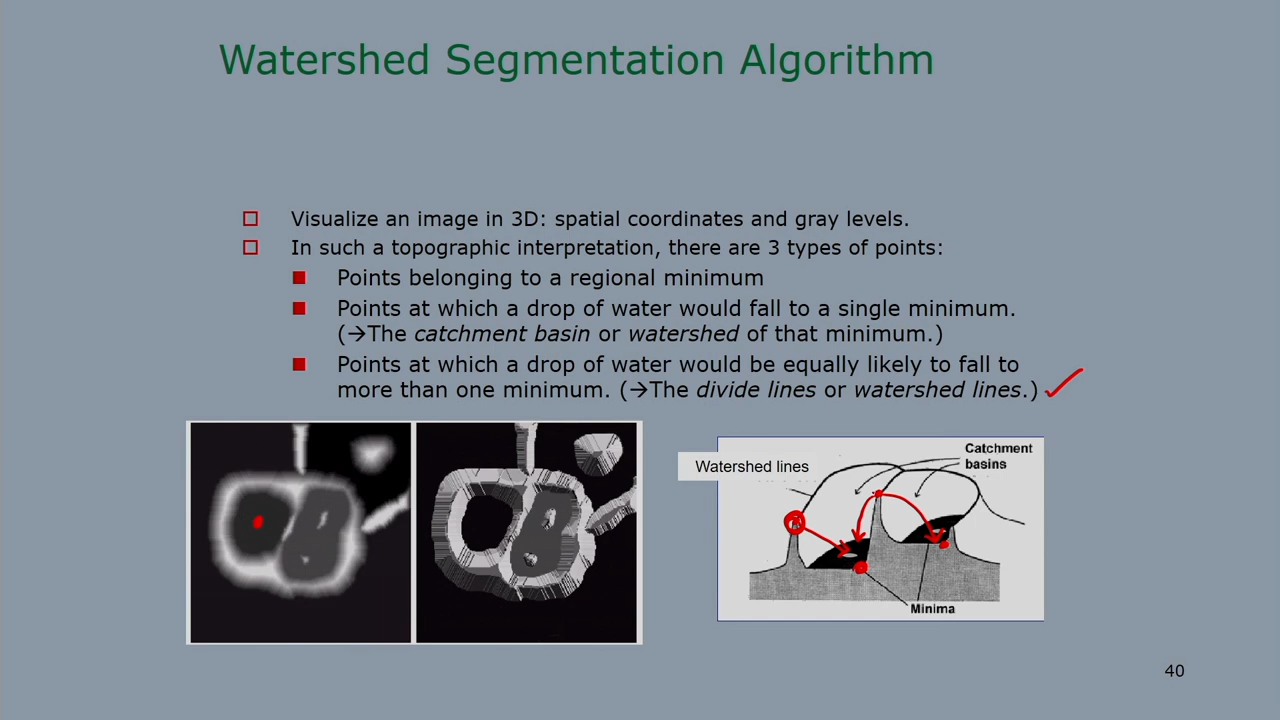 Watershed Segmentation Algorithm
Visualize an image in 3D: spatial coordinates and gray levels.
In such a topographic interpretation, there are 3 types of points:
Points belonging to a regional minimum
Points at which a drop of water would fall to a single minimum.
(→The catchment basin or watershed of that minimum.)
Points at which a drop of water would be equally likely to fall to
more than one minimum. (→The divide lines or watershed lines.)
Watershed lines
Catchment
basins
Minima
40